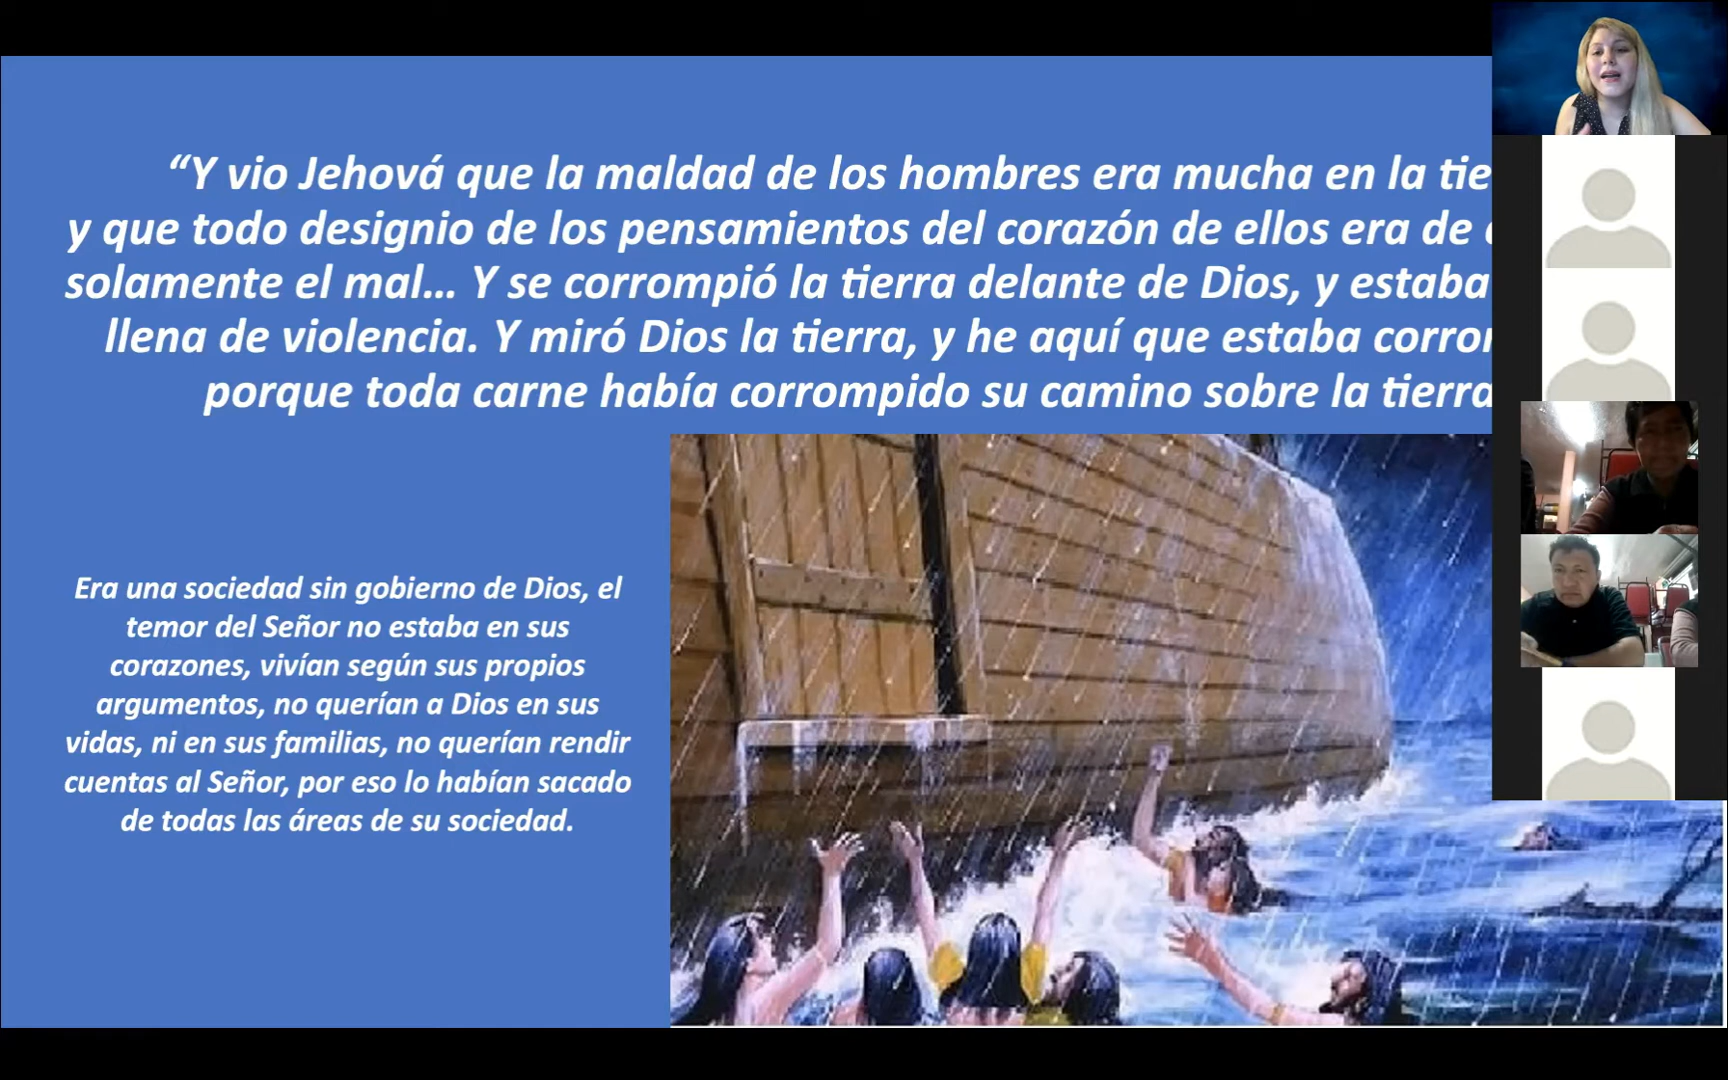 “Y vio Jehová que la maldad de los hombres era mucha en la
y que todo designio de los pensamientos del corazón de ellos era de
solamente el mal... Y se corrompió la tierra delante de Dios, y estaba
llena de violencia. Y miró Dios la tierra, y he aquí que estaba
porque toda carne había corrompido su camino sobre la tierra
Era una sociedad sin gobierno de Dios, el
temor del Señor no estaba en sus
corazones, vivían según sus propios
argumentos, no querían a Dios en sus
vidas, ni en sus familias, no querían rendir
cuentas al Señor, por eso lo habían sacado
de todas las áreas de su sociedad.